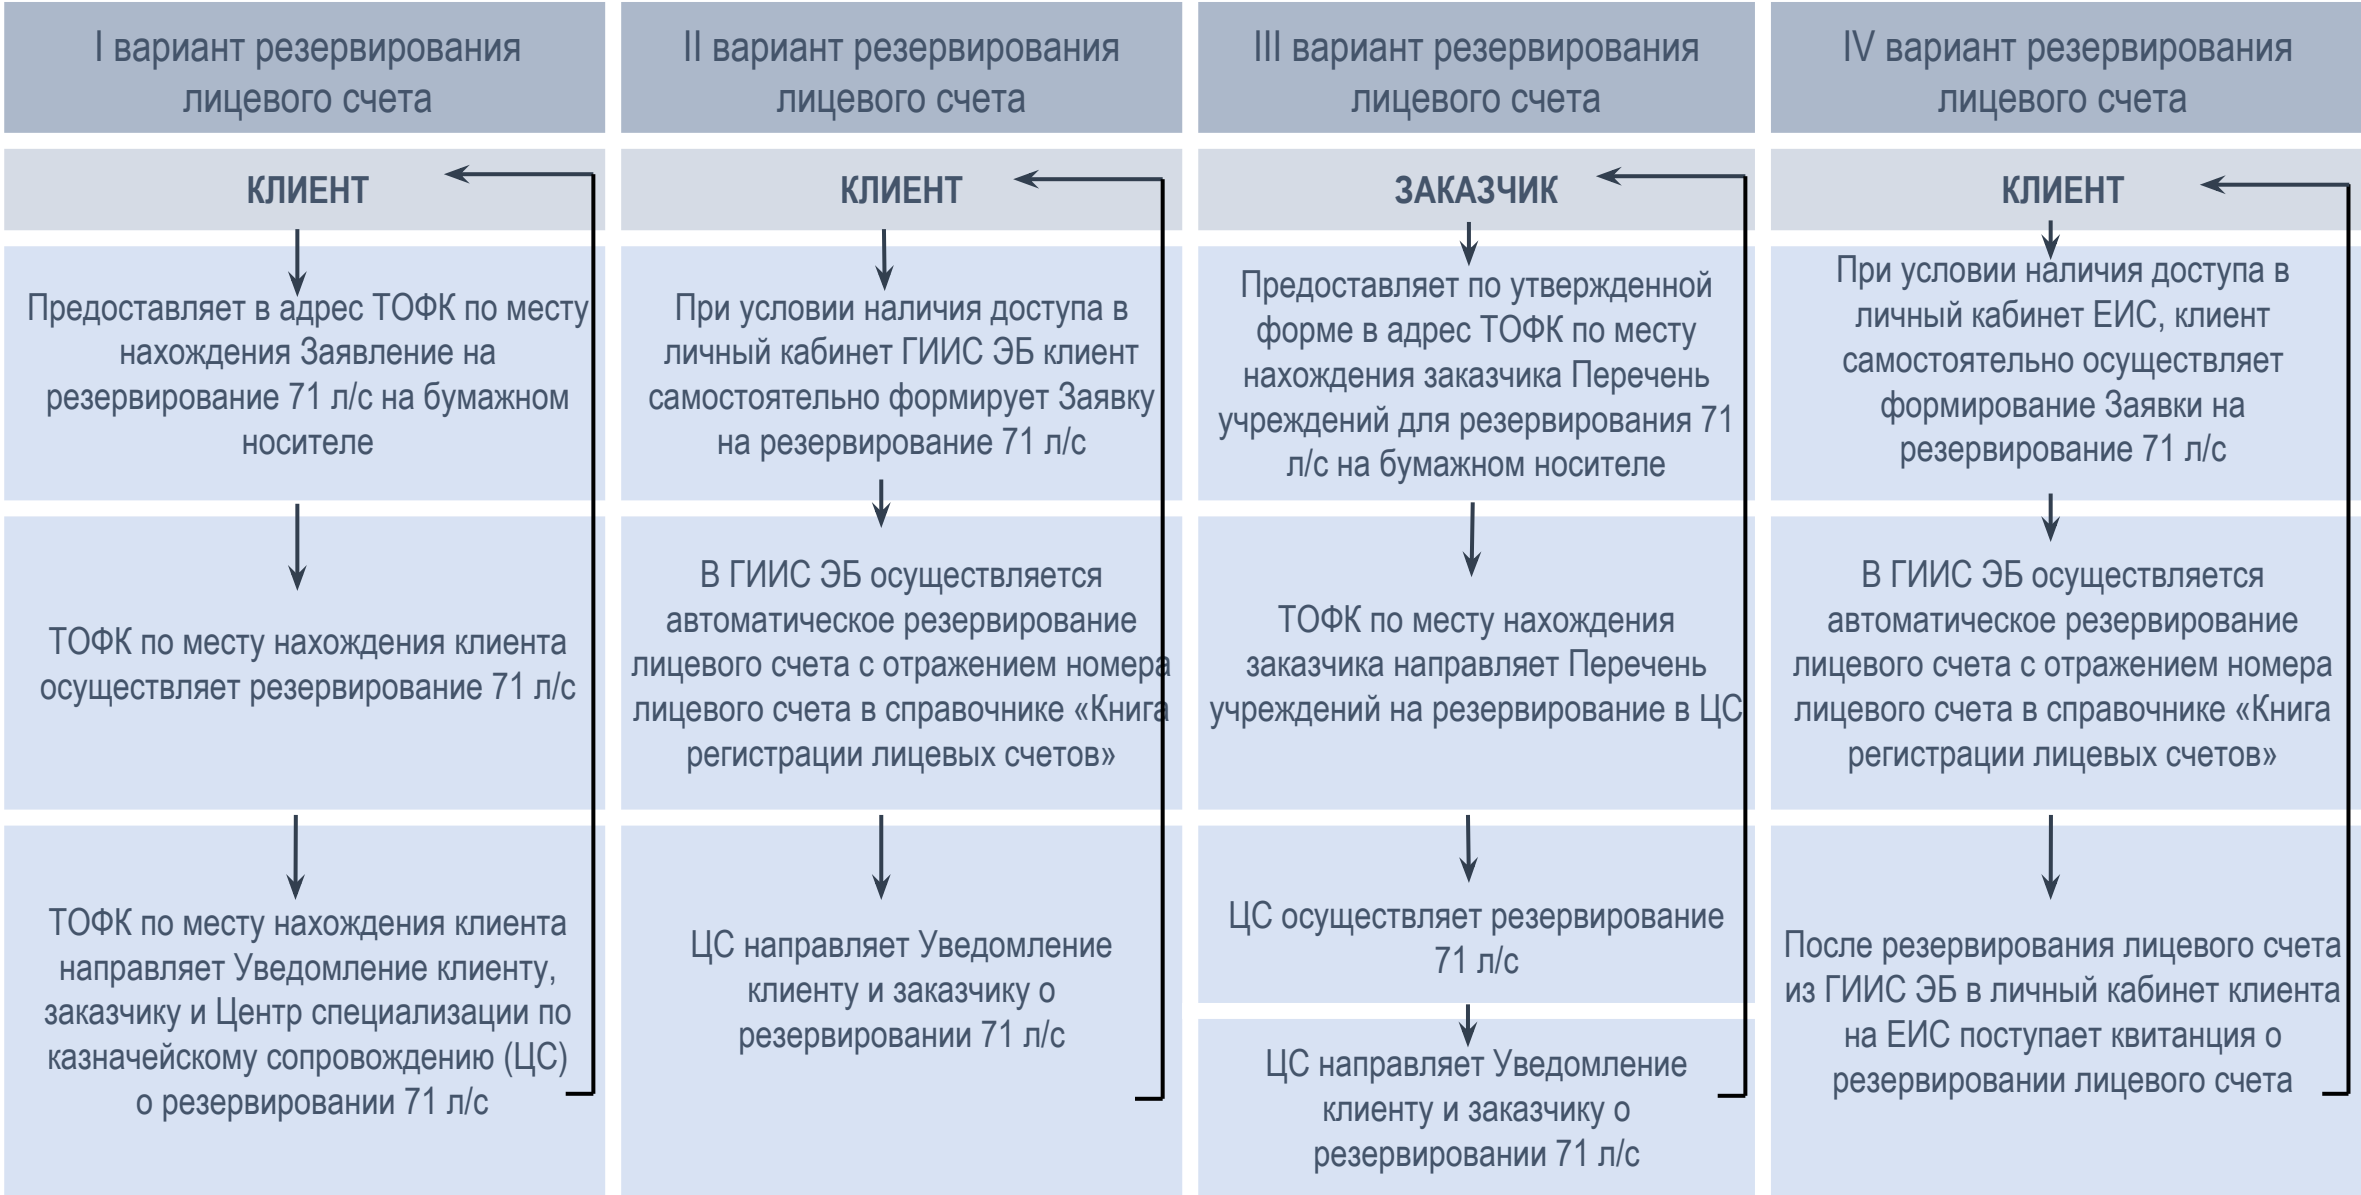 I вариант резервирования
лицевого счета
КЛИЕНТ
Предоставляет в адрес ТОФК по месту
нахождения Заявление на
резервирование 71 л/с на бумажном
носителе
ТОФК по месту нахождения клиента
осуществляет резервирование 71 л/с
ТОФК по месту нахождения клиента
направляет Уведомление клиенту,
заказчику и Центр специализации по
казначейскому сопровождению (ЦС)
о резервировании 71 л/с
II вариант резервирования
лицевого счета
КЛИЕНТ
При условии наличия доступа в
личный кабинет ГИИС ЭБ клиент
самостоятельно формирует Заявку
на резервирование 71 л/с
В ГИИС ЭБ осуществляется
автоматическое резервирование
лицевого счета с отражением номера
лицевого счета в справочнике «Книга
регистрации лицевых счетов»
ЦС направляет Уведомление
клиенту и заказчику о
резервировании 71 л/с
III вариант резервирования
лицевого счета
ЗАКАЗЧИК
Предоставляет по утвержденной
форме в адрес ТОФК по месту
нахождения заказчика Перечень
учреждений для резервирования 71
л/с на бумажном носителе
ТОФК по месту нахождения
заказчика направляет Перечень
учреждений на резервирование в ЦС
ЦС осуществляет резервирование
71 л/с
ЦС направляет Уведомление
клиенту и заказчику о
резервировании 71 л/с
IV вариант резервирования
лицевого счета
КЛИЕНТ
При условии наличия доступа в
личный кабинет ЕИС, клиент
самостоятельно осуществляет
формирование Заявки на
резервирование 71 л/с
В ГИИС ЭБ осуществляется
автоматическое резервирование
лицевого счета с отражением номера
лицевого счета в справочнике «Книга
регистрации лицевых счетов»
После резервирования лицевого счета
из ГИИС ЭБ в личный кабинет клиента
на ЕИС поступает квитанция о
резервировании лицевого счета